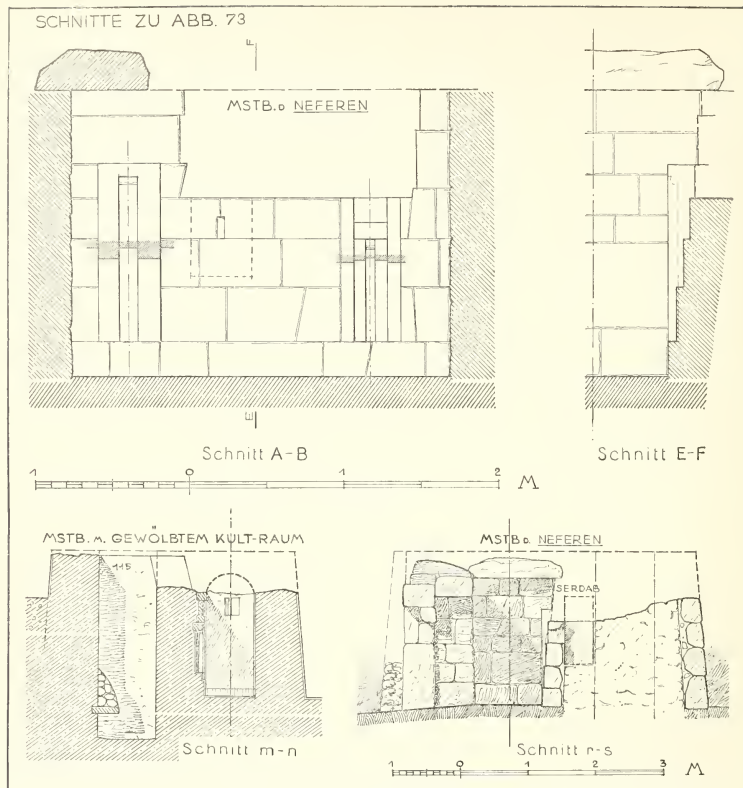 SCHNITTE ZU ABB. 73
F
MSTB. D. NEFEREN
E
Schnitt A-B
Schnitt E-F
1 0 1 2 M
MSTB. M. GEWÖLBTEM KULT-RAUM
115
Schnitt m-n
MSTB. D. NEFEREN
SERDAB
Schnitt r-s
1 0 1 2 3 M